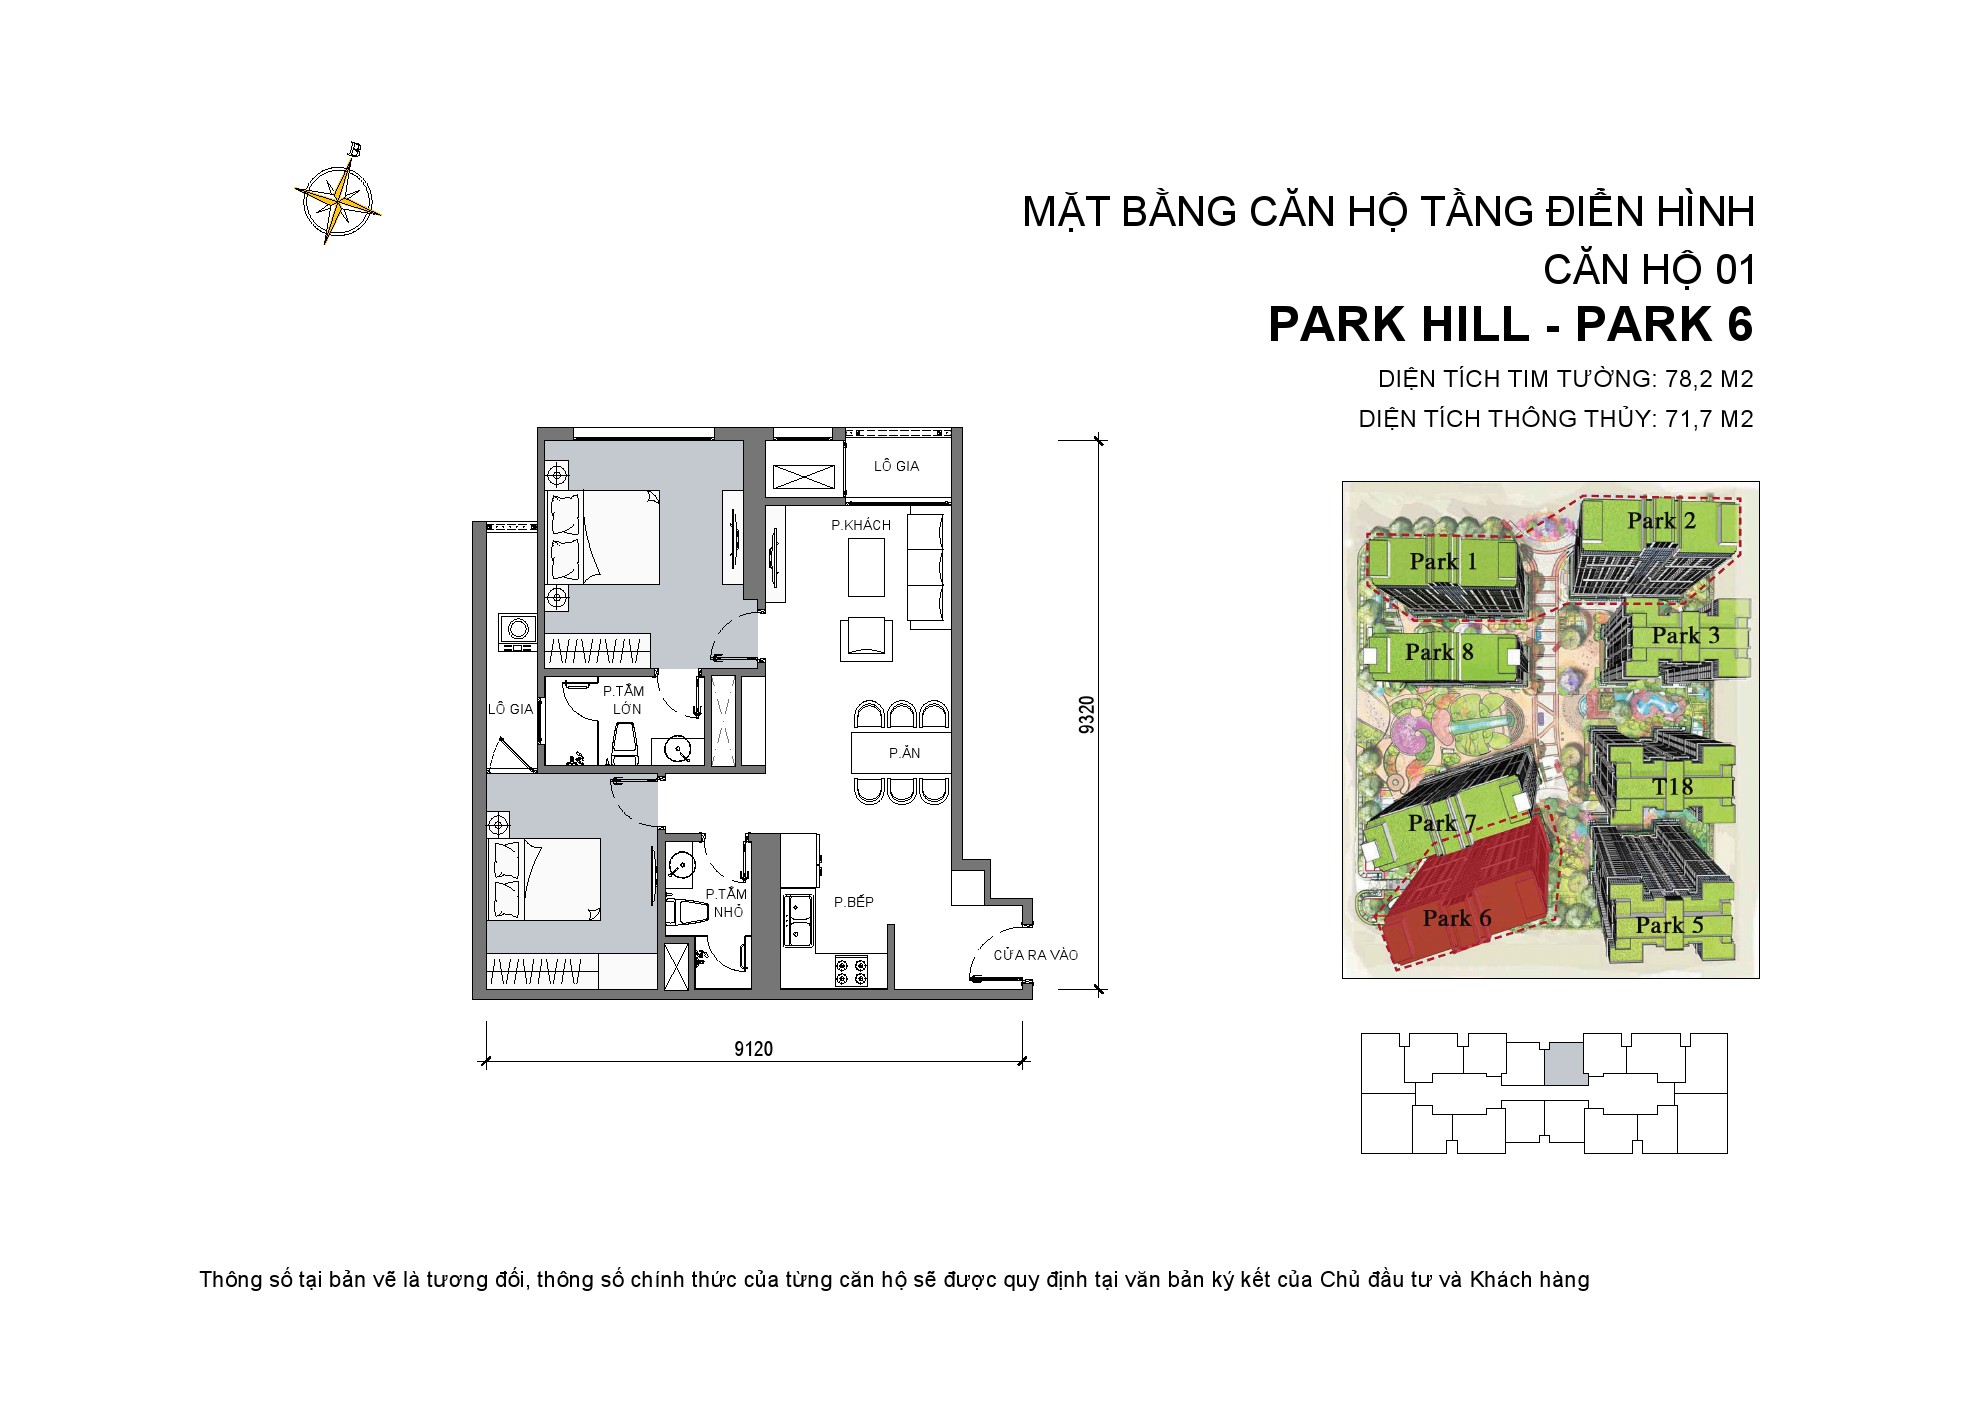 B
MẶT BẰNG CĂN HỘ TẦNG ĐIỂN HÌNH
CĂN HỘ 01
PARK HILL - PARK 6
DIỆN TÍCH TIM TƯỜNG: 78,2 M2
DIỆN TÍCH THÔNG THỦY: 71,7 M2
LÔ GIA
P.KHÁCH
P.TẮM
LỚN
LÔ GIA
P.ĂN
P.TẮM
NHỎ
P.BẾP
CỬA RA VÀO
9320
9120
Park 2
Park 1
Park 3
Park 8
T18
Park 7
Park 6
Park 5
Thông số tại bản vẽ là tương đối, thông số chính thức của từng căn hộ sẽ được quy định tại văn bản ký kết của Chủ đầu tư và Khách hàng